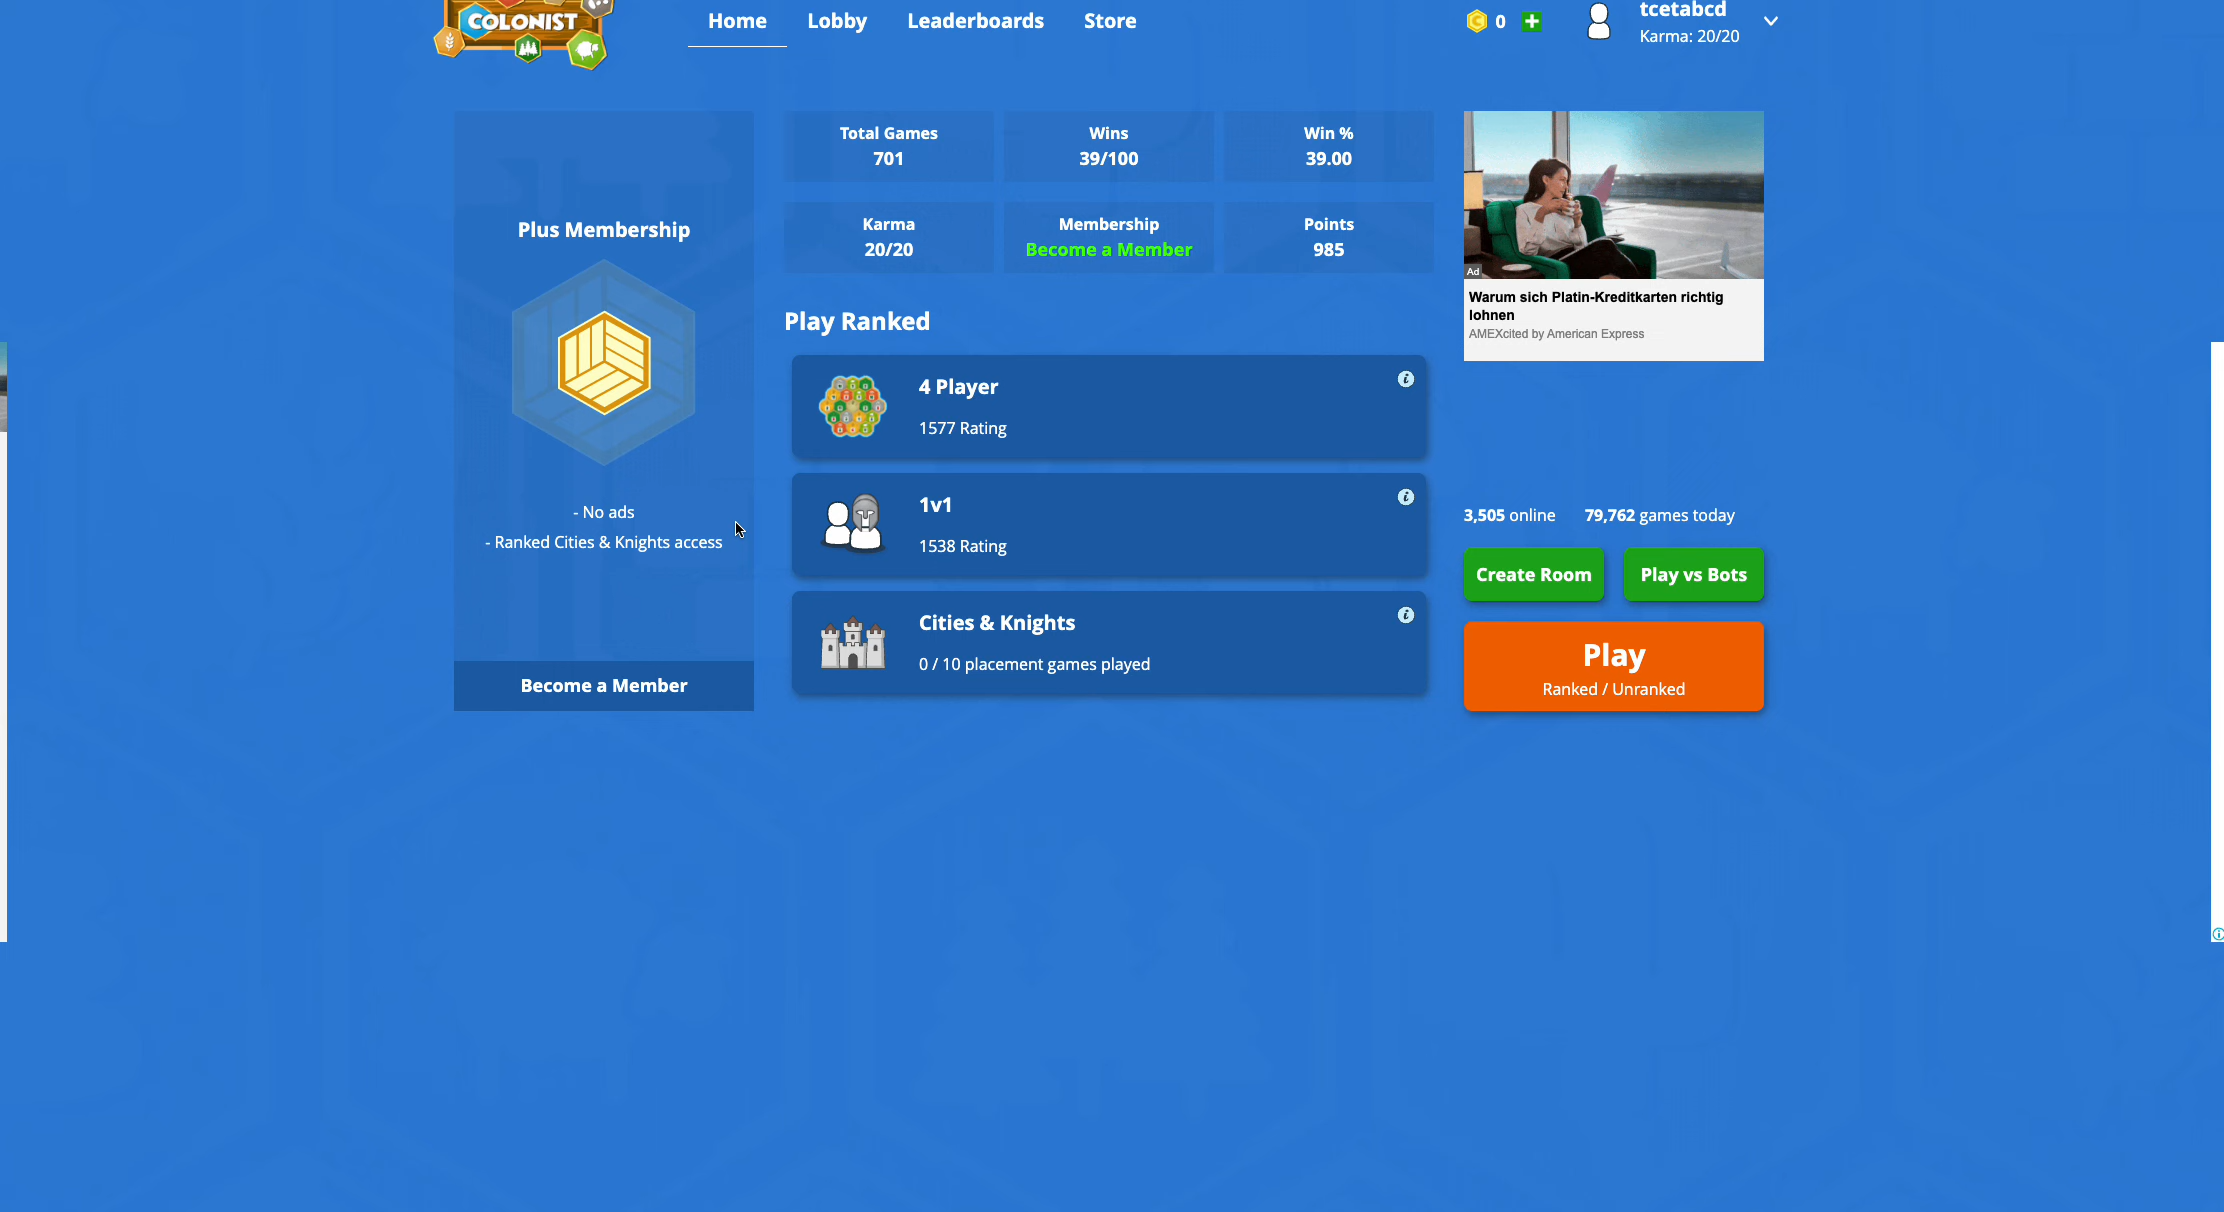 COLONIST
Home
Lobby
Leaderboards
Store
0
tcetabcd
Karma: 20/20
Plus Membership
- No ads
- Ranked Cities & Knights access
Become a Member
Total Games
701
Wins
39/100
Win %
39.00
Karma
20/20
Membership
Become a Member
Points
985
Play Ranked
4 Player
1577 Rating
1v1
1538 Rating
Cities & Knights
0 / 10 placement games played
Ad
Warum sich Platin-Kreditkarten richtig
lohnen
AMEXcited by American Express
3,505 online
79,762 games today
Create Room
Play vs Bots
Play
Ranked / Unranked